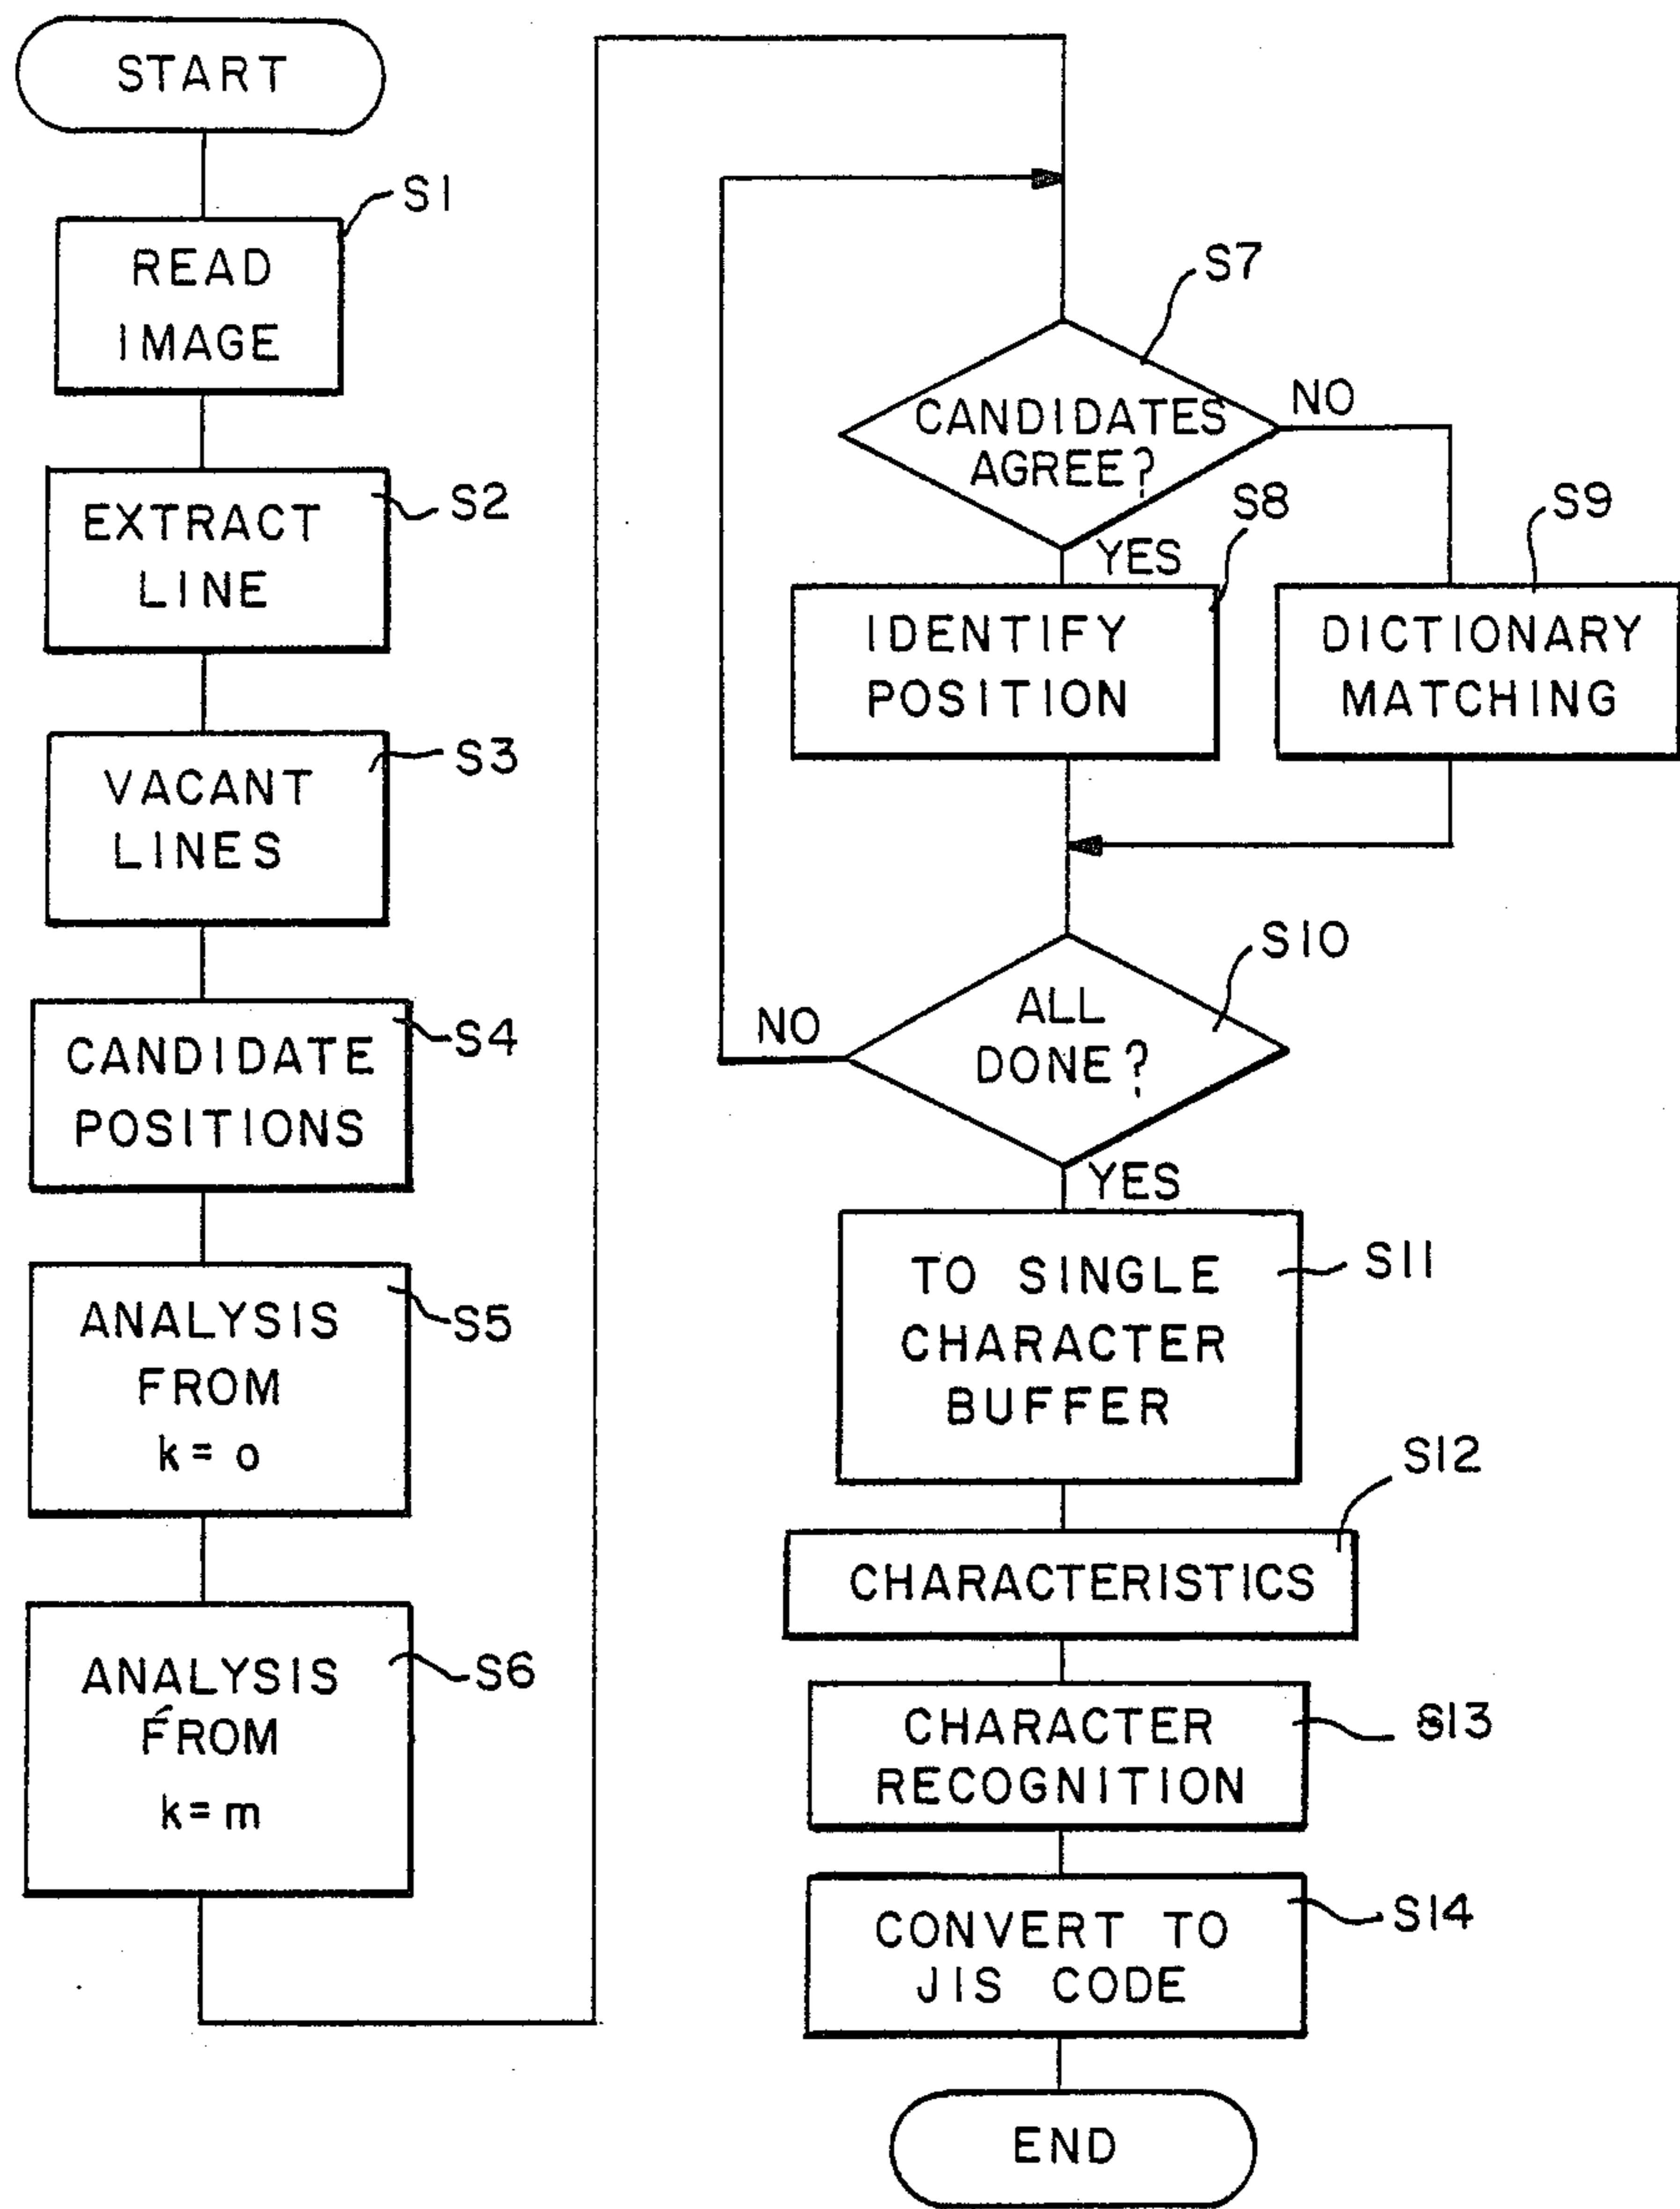 START
S1
READ
IMAGE
S2
EXTRACT
LINE
S3
VACANT
LINES
S4
CANDIDATE
POSITIONS
S5
ANALYSIS
FROM
k = o
S6
ANALYSIS
FROM
k = m
S7
CANDIDATES
AGREE?
NO
YES
S8
IDENTIFY
POSITION
S9
DICTIONARY
MATCHING
S10
ALL
DONE?
NO
YES
S11
TO SINGLE
CHARACTER
BUFFER
S12
CHARACTERISTICS
S13
CHARACTER
RECOGNITION
S14
CONVERT TO
JIS CODE
END